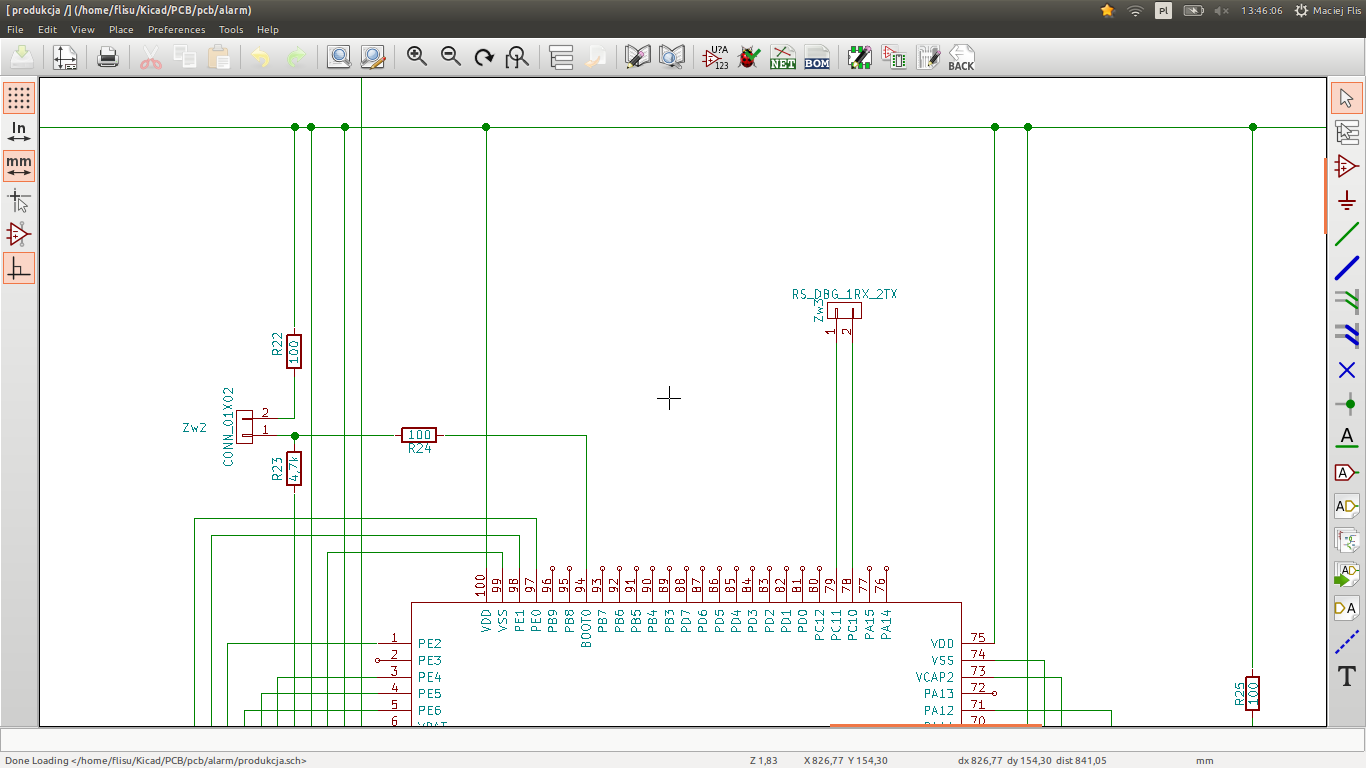 [ produkcja /] (/home/flisu/Kicad/PCB/pcb/alarm)
Pl
13:46:06
Maciej Flis
File Edit View Place Preferences Tools Help
U?A
123
NET
BOM
BACK
In
mm
A
A
AD
AD
DA
T
RS_DBG_1RX_2TX
Zw3
1
2
R22
100
CONN_01X02
Zw2
2
1
100
R24
R23
4,7k
100 99 98 97 96 95 94 93 92 91 90 89 88 87 86 85 84 83 82 81 80 79 78 77 76
VDD VSS PE1 PE0 PB9 PB8 BOOT0 PB7 PB6 PB5 PB4 PB3 PD7 PD6 PD5 PD4 PD3 PD2 PD1 PD0 PC12 PC11 PC10 PA15 PA14
1 PE2
2 PE3
3 PE4
4 PE5
5 PE6
6 VBAT
VDD 75
VSS 74
VCAP2 73
PA13 72
PA12 71
70
R25
100
Done Loading </home/flisu/Kicad/PCB/pcb/alarm/produkcja.sch>
Z 1,83
X 826,77 Y 154,30
dx 826,77 dy 154,30 dist 841,05
mm